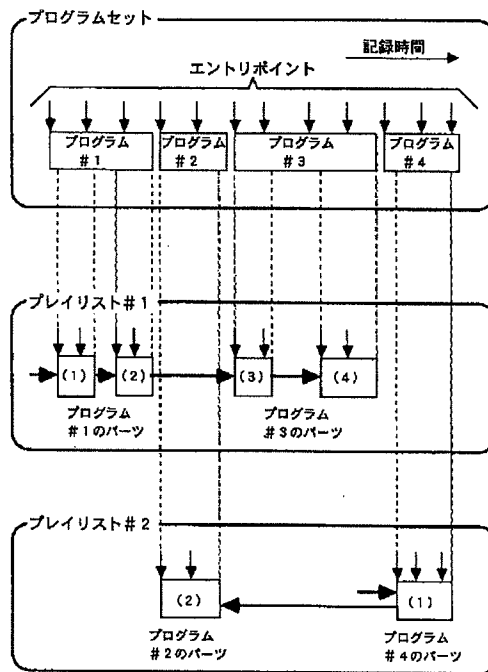 プログラムセット
記録時間
エントリポイント
プログラム
#1
プログラム
#2
プログラム
#3
プログラム
#4
プレイリスト#1
(1)
(2)
(3)
(4)
プログラム
#1のパーツ
プログラム
#3のパーツ
プレイリスト#2
(2)
(1)
プログラム
#2のパーツ
プログラム
#4のパーツ